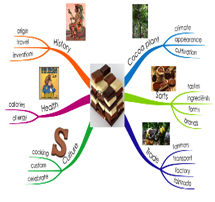 History
origin
travel
inventions
Cocoa plant
climate
appearance
cultivation
Health
calories
allergy
Sorts
tastes
ingredients
forms
brands
Culture
cooking
custom
celebrate
Trade
farmers
transport
factory
fairtrade